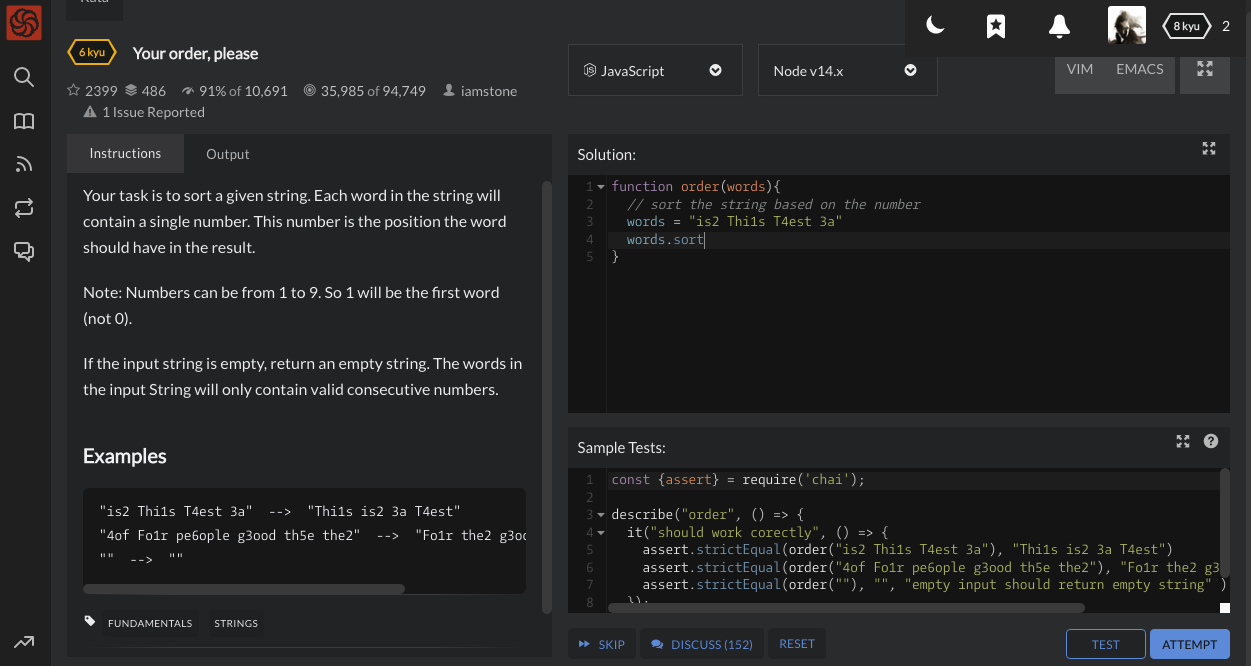 Kata
6 kyu
Your order, please
2399 486 91% of 10,691 35,985 of 94,749 iamstone
1 Issue Reported
JavaScript
Node v14.x
8 kyu 2
VIM EMACS
Instructions Output
Your task is to sort a given string. Each word in the string will
contain a single number. This number is the position the word
should have in the result.
Note: Numbers can be from 1 to 9. So 1 will be the first word
(not 0).
If the input string is empty, return an empty string. The words in
the input String will only contain valid consecutive numbers.
Examples
"is2 Thi1s T4est 3a" --> "Thi1s is2 3a T4est"
"4of Fo1r pe6ople g3ood th5e the2" --> "Fo1r the2 g3oo
"" --> ""
FUNDAMENTALS STRINGS
Solution:
1 function order(words){
2 // sort the string based on the number
3 words = "is2 Thi1s T4est 3a"
4 words.sort
5 }
Sample Tests:
1 const {assert} = require('chai');
2
3 describe("order", () => {
4 it("should work corectly", () => {
5 assert.strictEqual(order("is2 Thi1s T4est 3a"), "Thi1s is2 3a T4est")
6 assert.strictEqual(order("4of Fo1r pe6ople g3ood th5e the2"), "Fo1r the2 g3
7 assert.strictEqual(order(""), "", "empty input should return empty string" )
8 });
SKIP DISCUSS (152) RESET TEST ATTEMPT